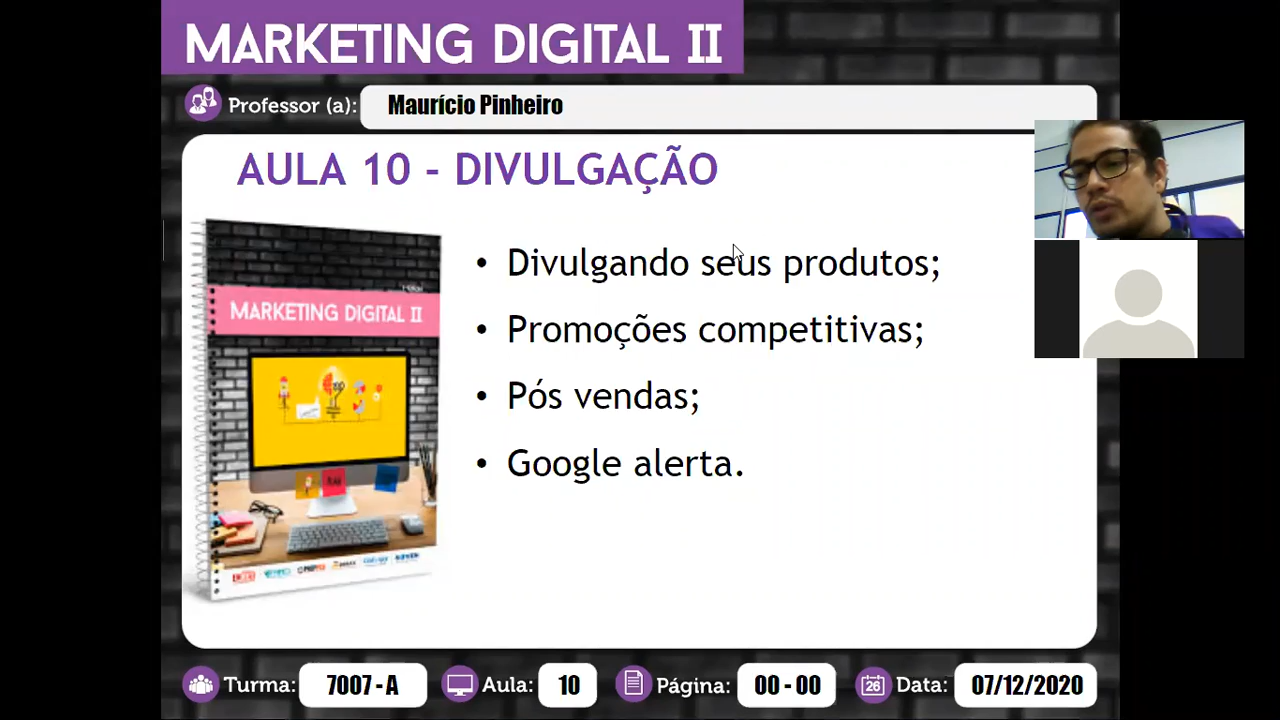 MARKETING DIGITAL II
Professor (a): Maurício Pinheiro
AULA 10 - DIVULGAÇÃO
• Divulgando seus produtos;
• Promoções competitivas;
• Pós vendas;
• Google alerta.
MARKETING DIGITAL II
Turma: 7007 - A Aula: 10 Página: 00 - 00 Data: 07/12/2020
26